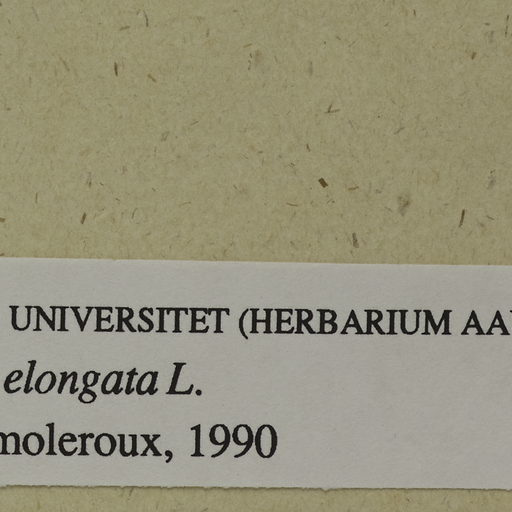 UNIVERSITET (HERBARIUM AA
elongata L.
moleroux, 1990